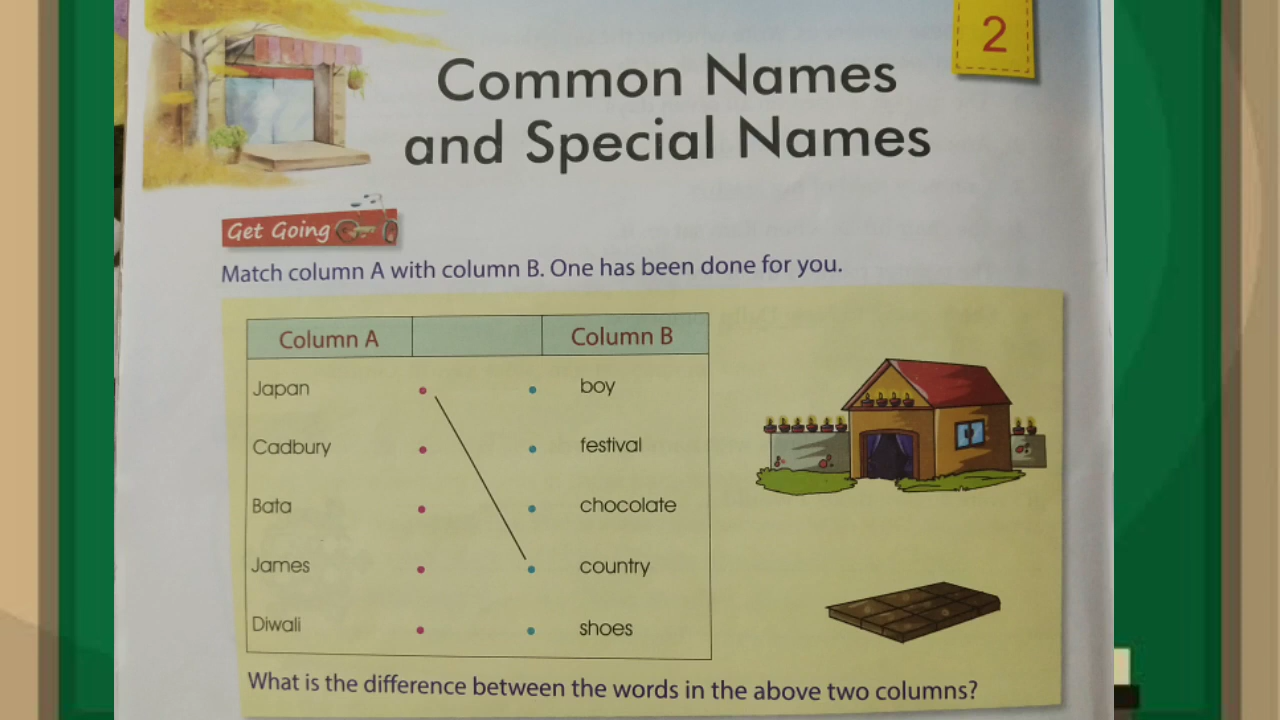 2
Common Names
and Special Names
Get Going
Match column A with column B. One has been done for you.
Column A Column B
Japan boy
Cadbury festival
Bata chocolate
James country
Diwali shoes
What is the difference between the words in the above two columns?